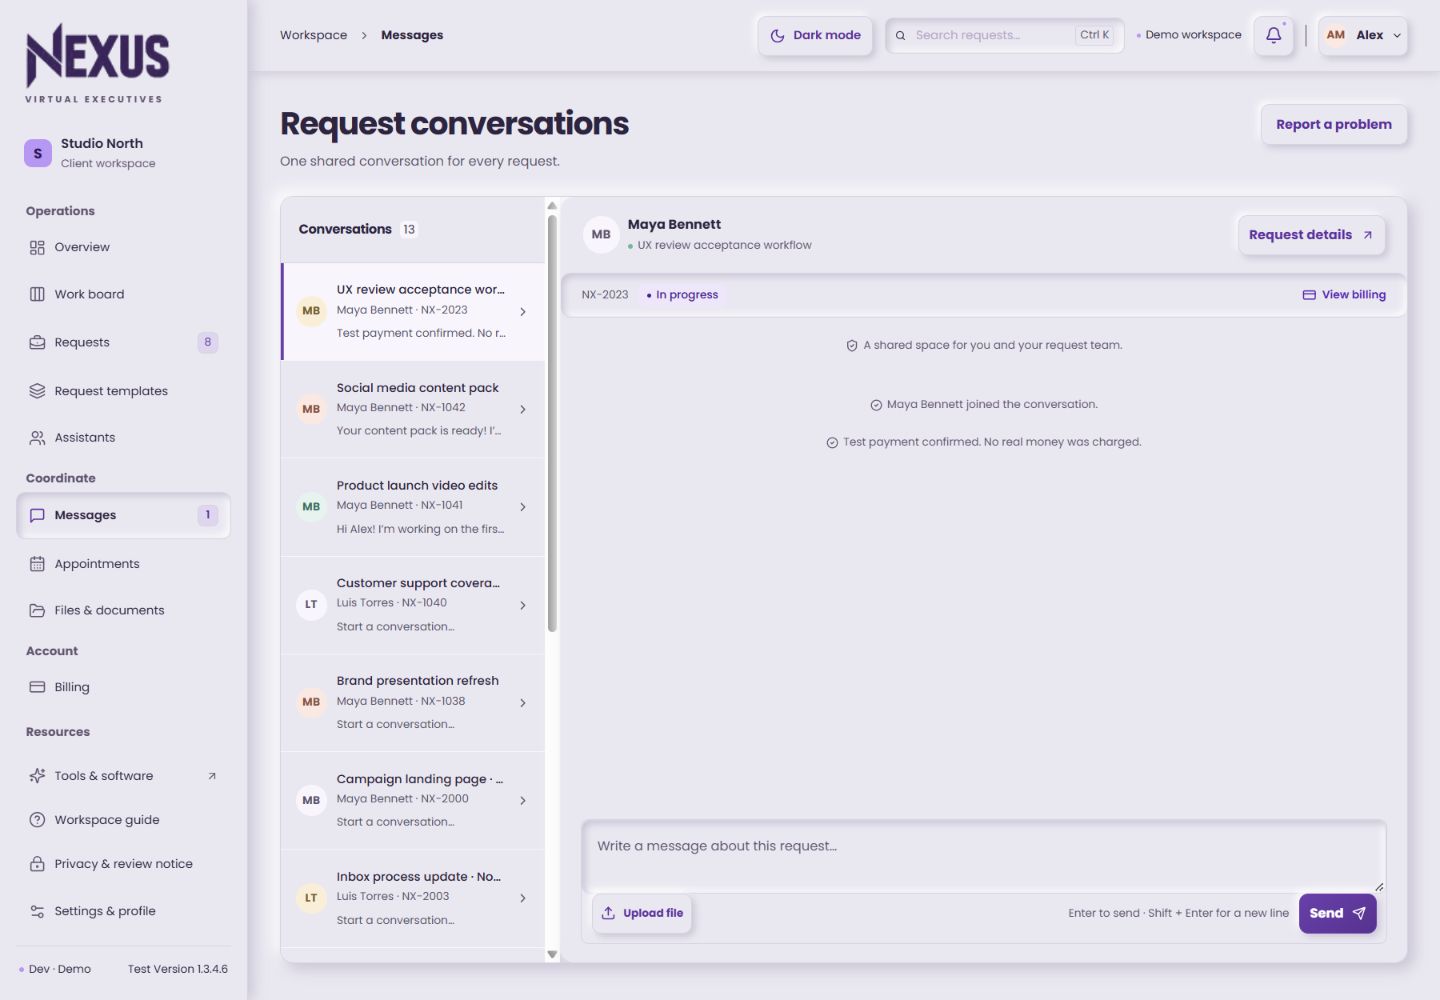 NEXUS
VIRTUAL EXECUTIVES
S
Studio North
Client workspace
Operations
Overview
Work board
Requests 8
Request templates
Assistants
Coordinate
Messages 1
Appointments
Files & documents
Account
Billing
Resources
Tools & software
Workspace guide
Privacy & review notice
Settings & profile
Dev · Demo Test Version 1.3.4.6
Workspace > Messages
Dark mode
Search requests... Ctrl K
Demo workspace
AM Alex
Request conversations
One shared conversation for every request.
Report a problem
Conversations 13
MB
UX review acceptance wor...
Maya Bennett · NX-2023
Test payment confirmed. No r...
MB
Social media content pack
Maya Bennett · NX-1042
Your content pack is ready! I'...
MB
Product launch video edits
Maya Bennett · NX-1041
Hi Alex! I'm working on the firs...
LT
Customer support covera...
Luis Torres · NX-1040
Start a conversation...
MB
Brand presentation refresh
Maya Bennett · NX-1038
Start a conversation...
MB
Campaign landing page · ...
Maya Bennett · NX-2000
Start a conversation...
LT
Inbox process update · No...
Luis Torres · NX-2003
Start a conversation...
MB
Maya Bennett
UX review acceptance workflow
Request details
NX-2023 • In progress
View billing
A shared space for you and your request team.
Maya Bennett joined the conversation.
Test payment confirmed. No real money was charged.
Write a message about this request...
Upload file
Enter to send · Shift + Enter for a new line
Send